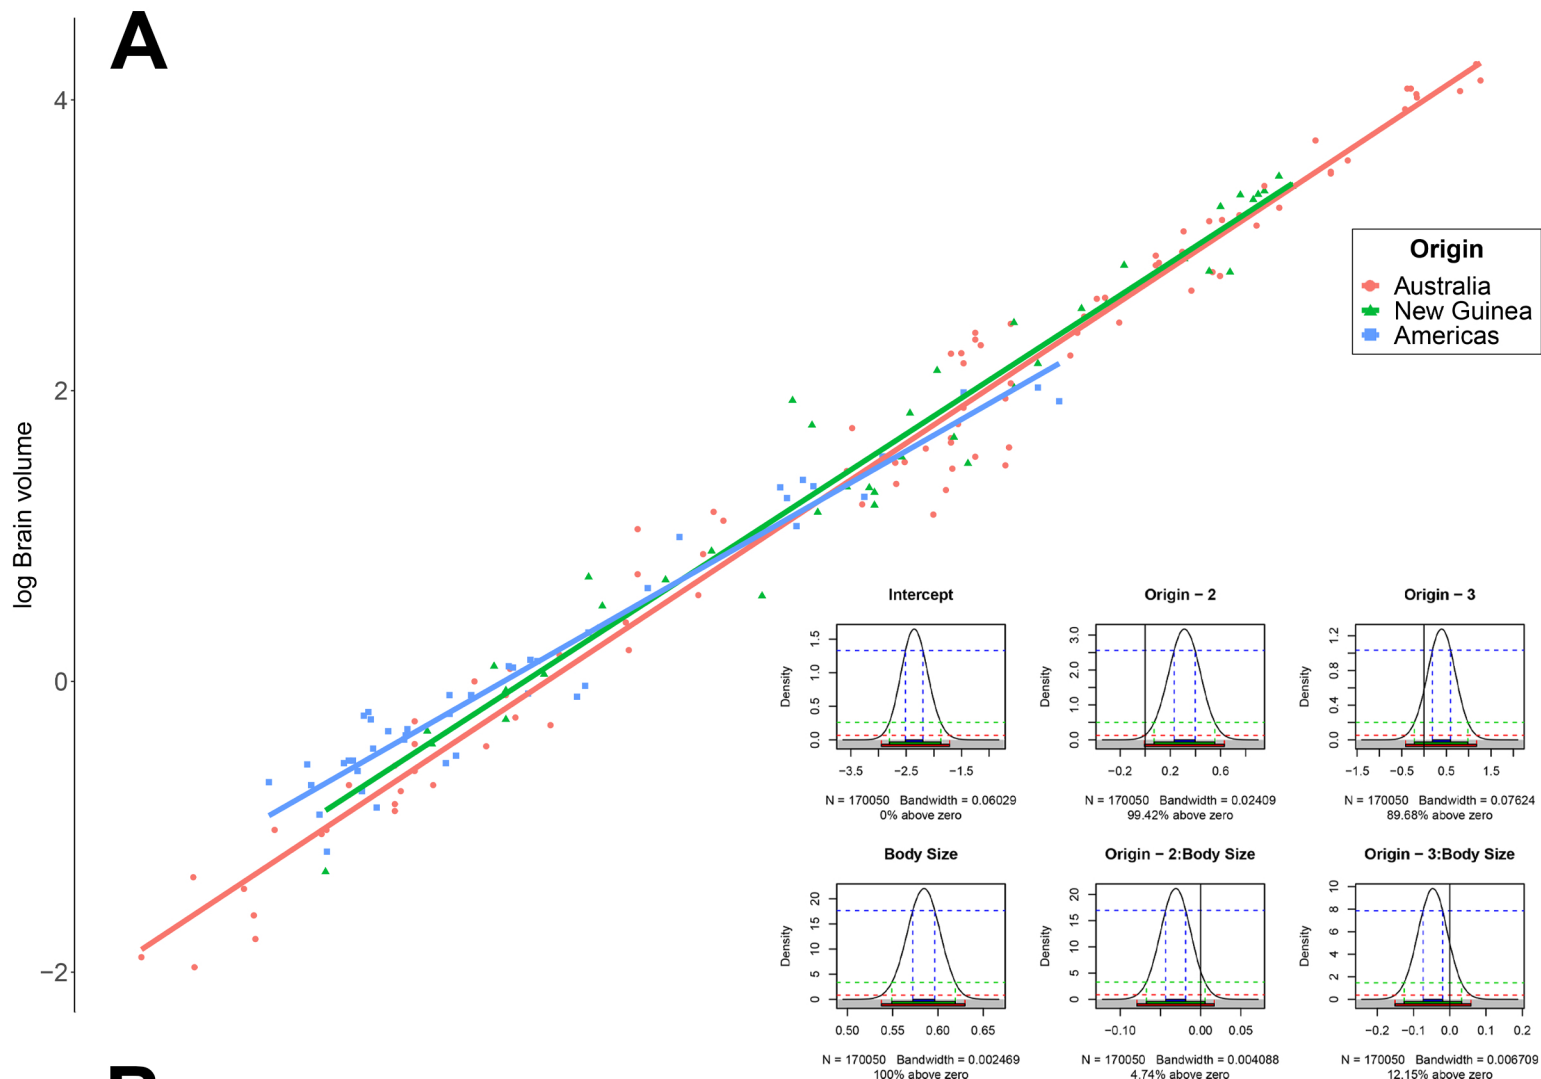 A
4
2
0
−2
log Brain volume
Origin
Australia
New Guinea
Americas
Intercept
Density
0.0 0.5 1.0 1.5
−3.5 −2.5 −1.5
N = 170050 Bandwidth = 0.06029
0% above zero
Origin − 2
Density
0.0 1.0 2.0 3.0
−0.2 0.2 0.6
N = 170050 Bandwidth = 0.02409
99.42% above zero
Origin − 3
Density
0.0 0.4 0.8 1.2
−1.5 −0.5 0.5 1.5
N = 170050 Bandwidth = 0.07624
89.68% above zero
Body Size
Density
0 5 10 15 20
0.50 0.55 0.60 0.65
N = 170050 Bandwidth = 0.002469
100% above zero
Origin − 2:Body Size
Density
0 5 10 15 20
−0.10 0.00 0.05
N = 170050 Bandwidth = 0.004088
4.74% above zero
Origin − 3:Body Size
Density
0 2 4 6 8 10
−0.2 −0.1 0.0 0.1 0.2
N = 170050 Bandwidth = 0.006709
12.15% above zero